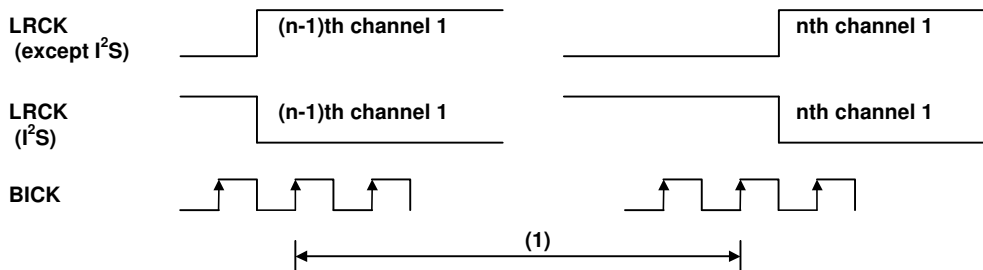 LRCK (n-1)th channel 1 nth channel 1
(except I²S)
LRCK (n-1)th channel 1 nth channel 1
(I²S)
BICK
(1)